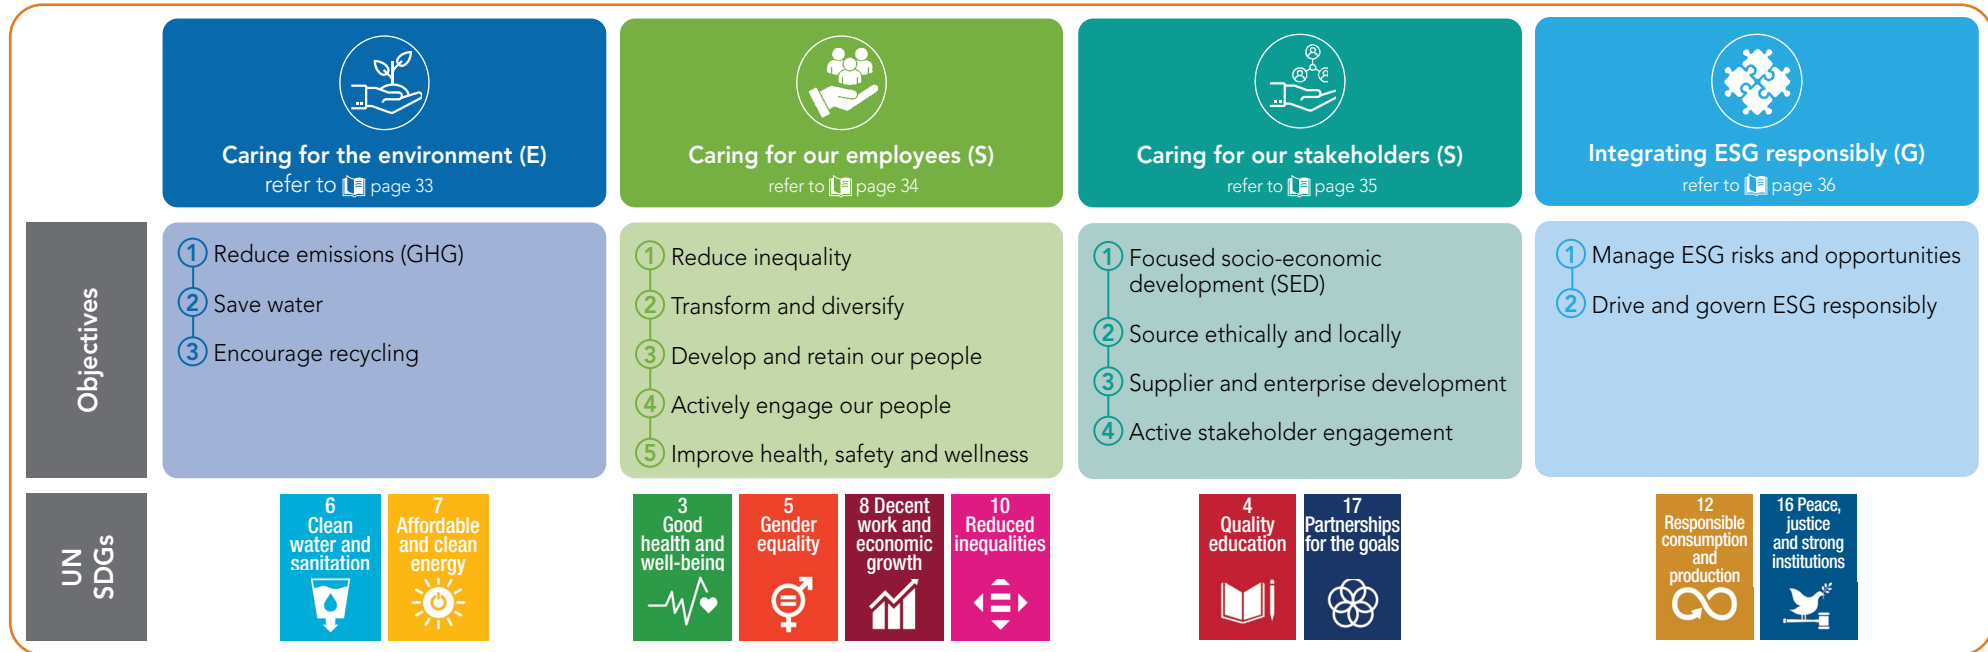 Caring for the environment (E)
refer to page 33
Caring for our employees (S)
refer to page 34
Caring for our stakeholders (S)
refer to page 35
Integrating ESG responsibly (G)
refer to page 36
Objectives
1 Reduce emissions (GHG)
2 Save water
3 Encourage recycling
1 Reduce inequality
2 Transform and diversify
3 Develop and retain our people
4 Actively engage our people
5 Improve health, safety and wellness
1 Focused socio-economic
development (SED)
2 Source ethically and locally
3 Supplier and enterprise development
4 Active stakeholder engagement
1 Manage ESG risks and opportunities
2 Drive and govern ESG responsibly
UN
SDGs
6
Clean
water and
sanitation
7
Affordable
and clean
energy
3
Good
health and
well-being
5
Gender
equality
8 Decent
work and
economic
growth
10
Reduced
inequalities
4
Quality
education
17
Partnerships
for the goals
12
Responsible
consumption
and
production
16 Peace,
justice
and strong
institutions